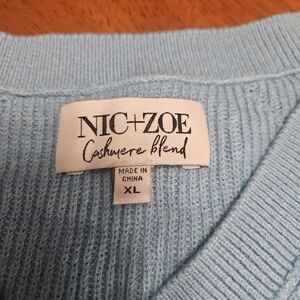 NIC+ZOE
Cashmere blend
MADE IN
CHINA
XL